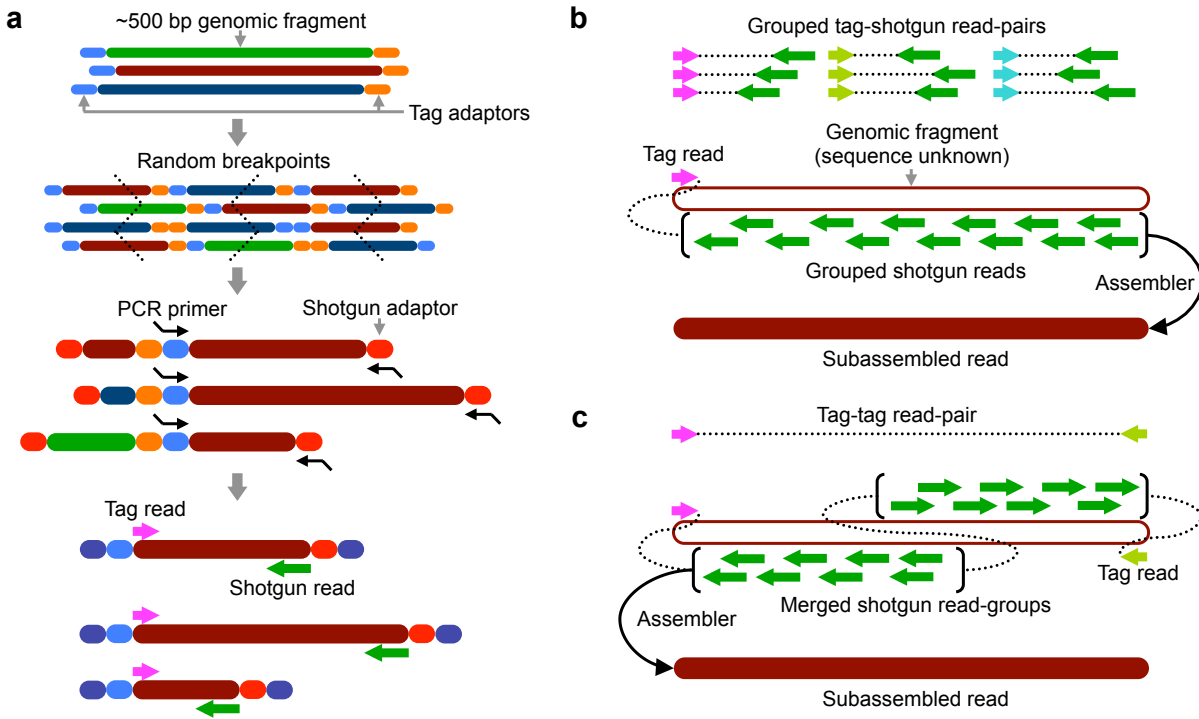 a
~500 bp genomic fragment
Tag adaptors
Random breakpoints
PCR primer
Shotgun adaptor
Tag read
Shotgun read
b
Grouped tag-shotgun read-pairs
Genomic fragment
(sequence unknown)
Tag read
Grouped shotgun reads
Assembler
Subassembled read
c
Tag-tag read-pair
Tag read
Merged shotgun read-groups
Assembler
Subassembled read